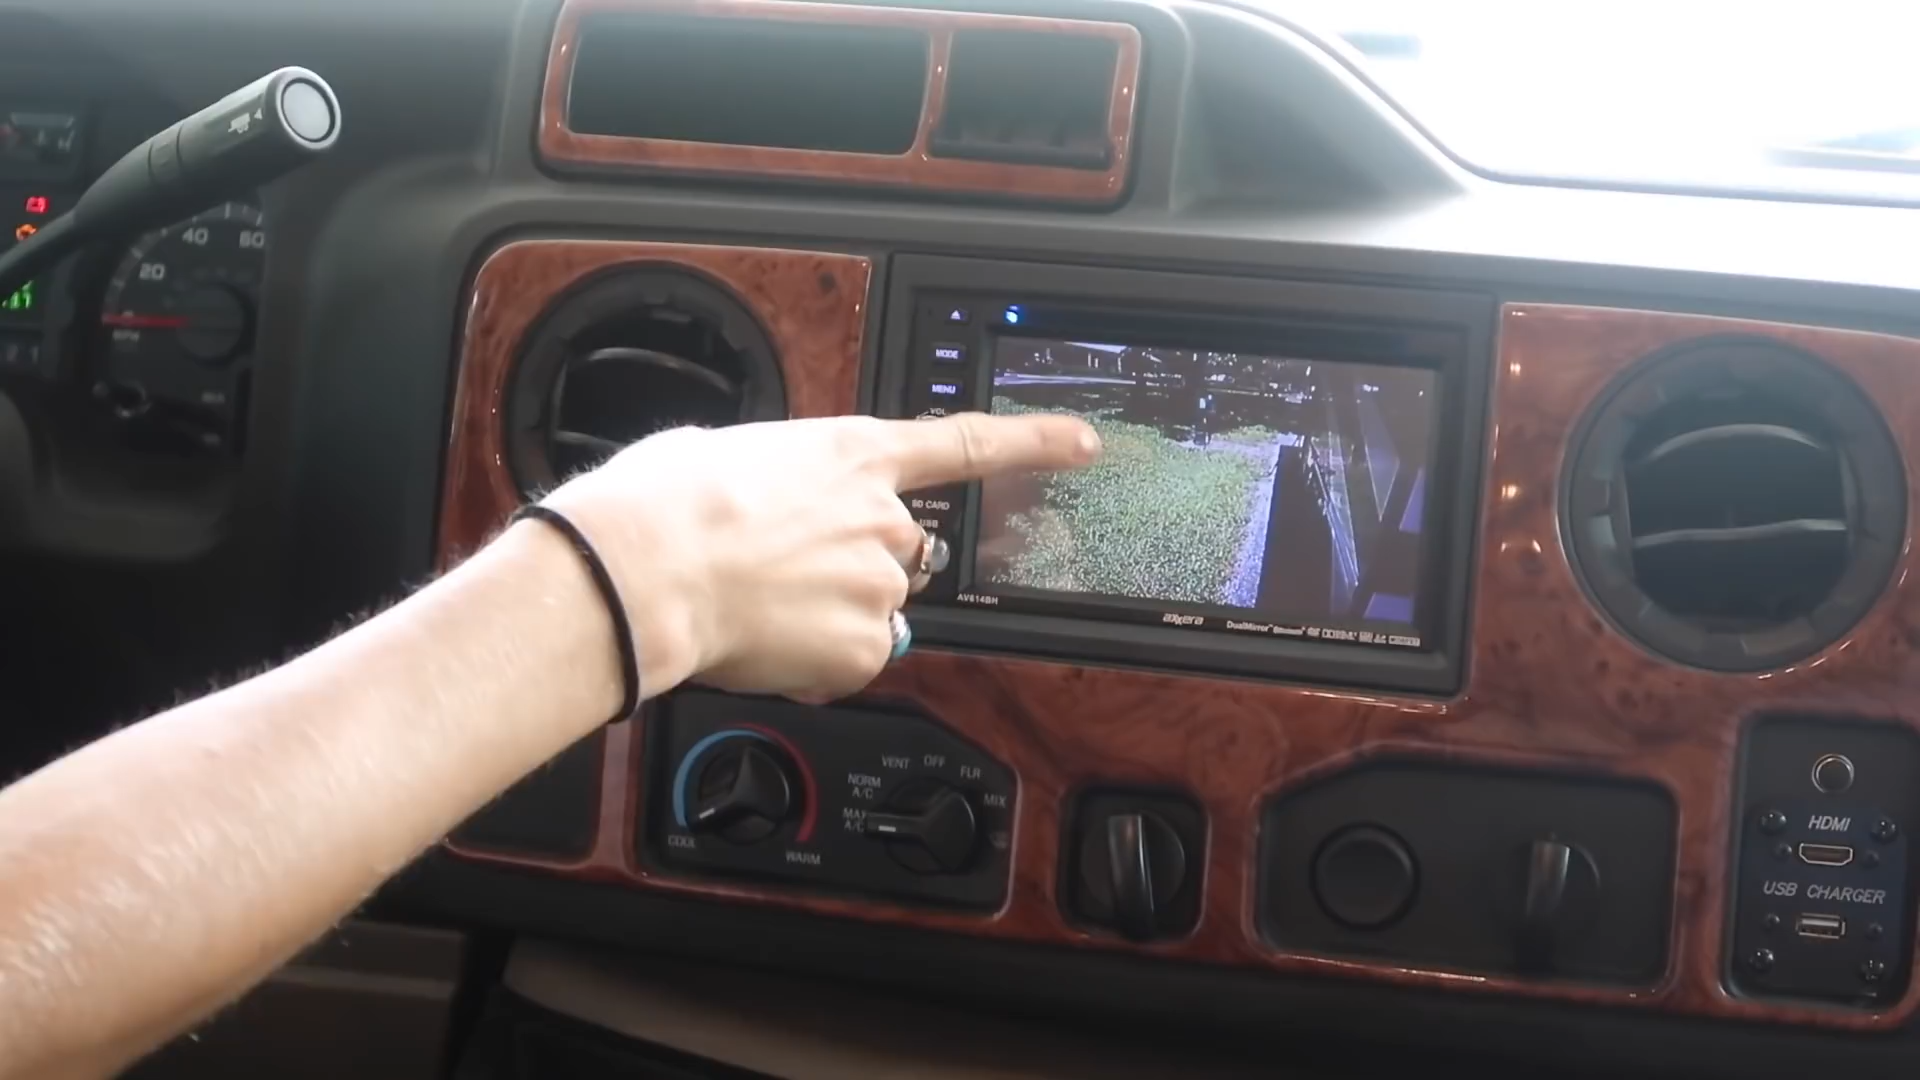 40
60
20
MPH
MODE
MENU
VOL
SD CARD
USB
AV614BH
axxera
DualMirror
VENT
OFF
FLR
NORM
A/C
MIX
MAX
A/C
COOL
WARM
HDMI
USB CHARGER